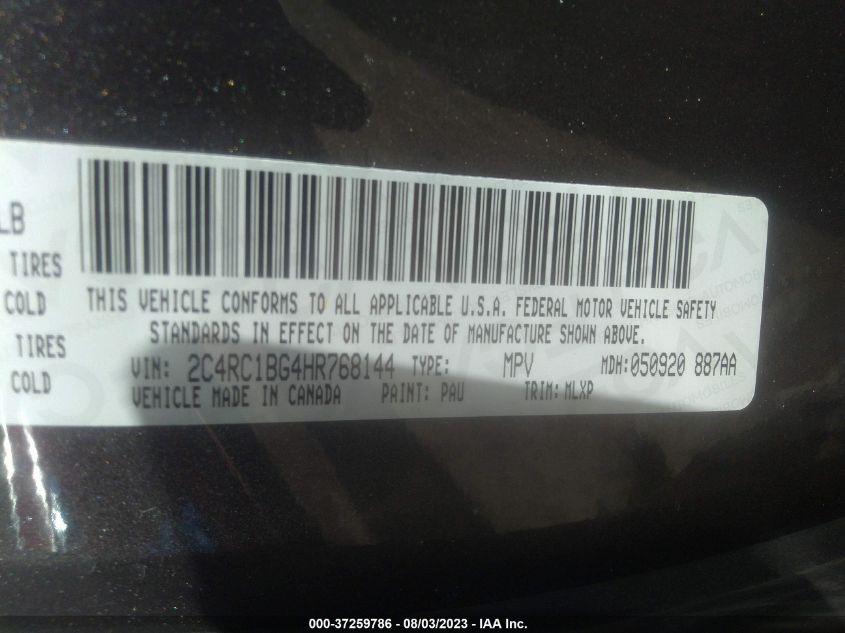 LB
TIRES
COLD
TIRES
COLD
THIS VEHICLE CONFORMS TO ALL APPLICABLE U.S.A. FEDERAL MOTOR VEHICLE SAFETY
STANDARDS IN EFFECT ON THE DATE OF MANUFACTURE SHOWN ABOVE.
VIN: 2C4RC1BG4HR768144 TYPE: MPV MDH:050920 887AA
VEHICLE MADE IN CANADA PAINT: PAU TRIM: MLXP
000-37259786 - 08/03/2023 - IAA Inc.